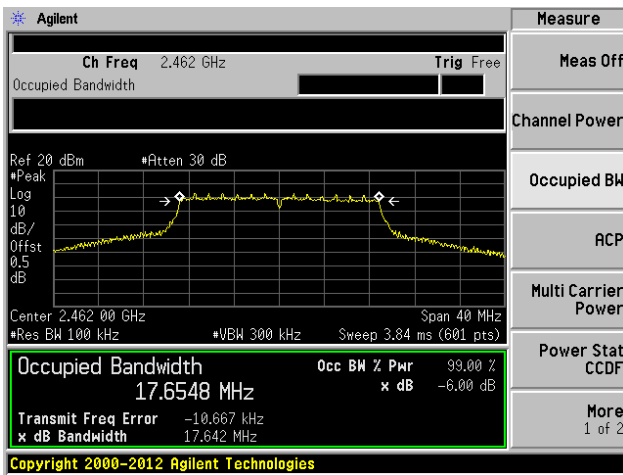 Agilent
Measure
Ch Freq 2.462 GHz Trig Free
Occupied Bandwidth
Meas Off
Channel Power
Occupied BW
ACP
Multi Carrier
Power
Power Stat
CCDF
More
1 of 2
Ref 20 dBm #Atten 30 dB
#Peak
Log
10
dB/
Offst
0.5
dB
Center 2.462 00 GHz Span 40 MHz
#Res BW 100 kHz #VBW 300 kHz Sweep 3.84 ms (601 pts)
Occupied Bandwidth Occ BW % Pwr 99.00 %
17.6548 MHz x dB -6.00 dB
Transmit Freq Error -10.667 kHz
x dB Bandwidth 17.642 MHz
Copyright 2000-2012 Agilent Technologies